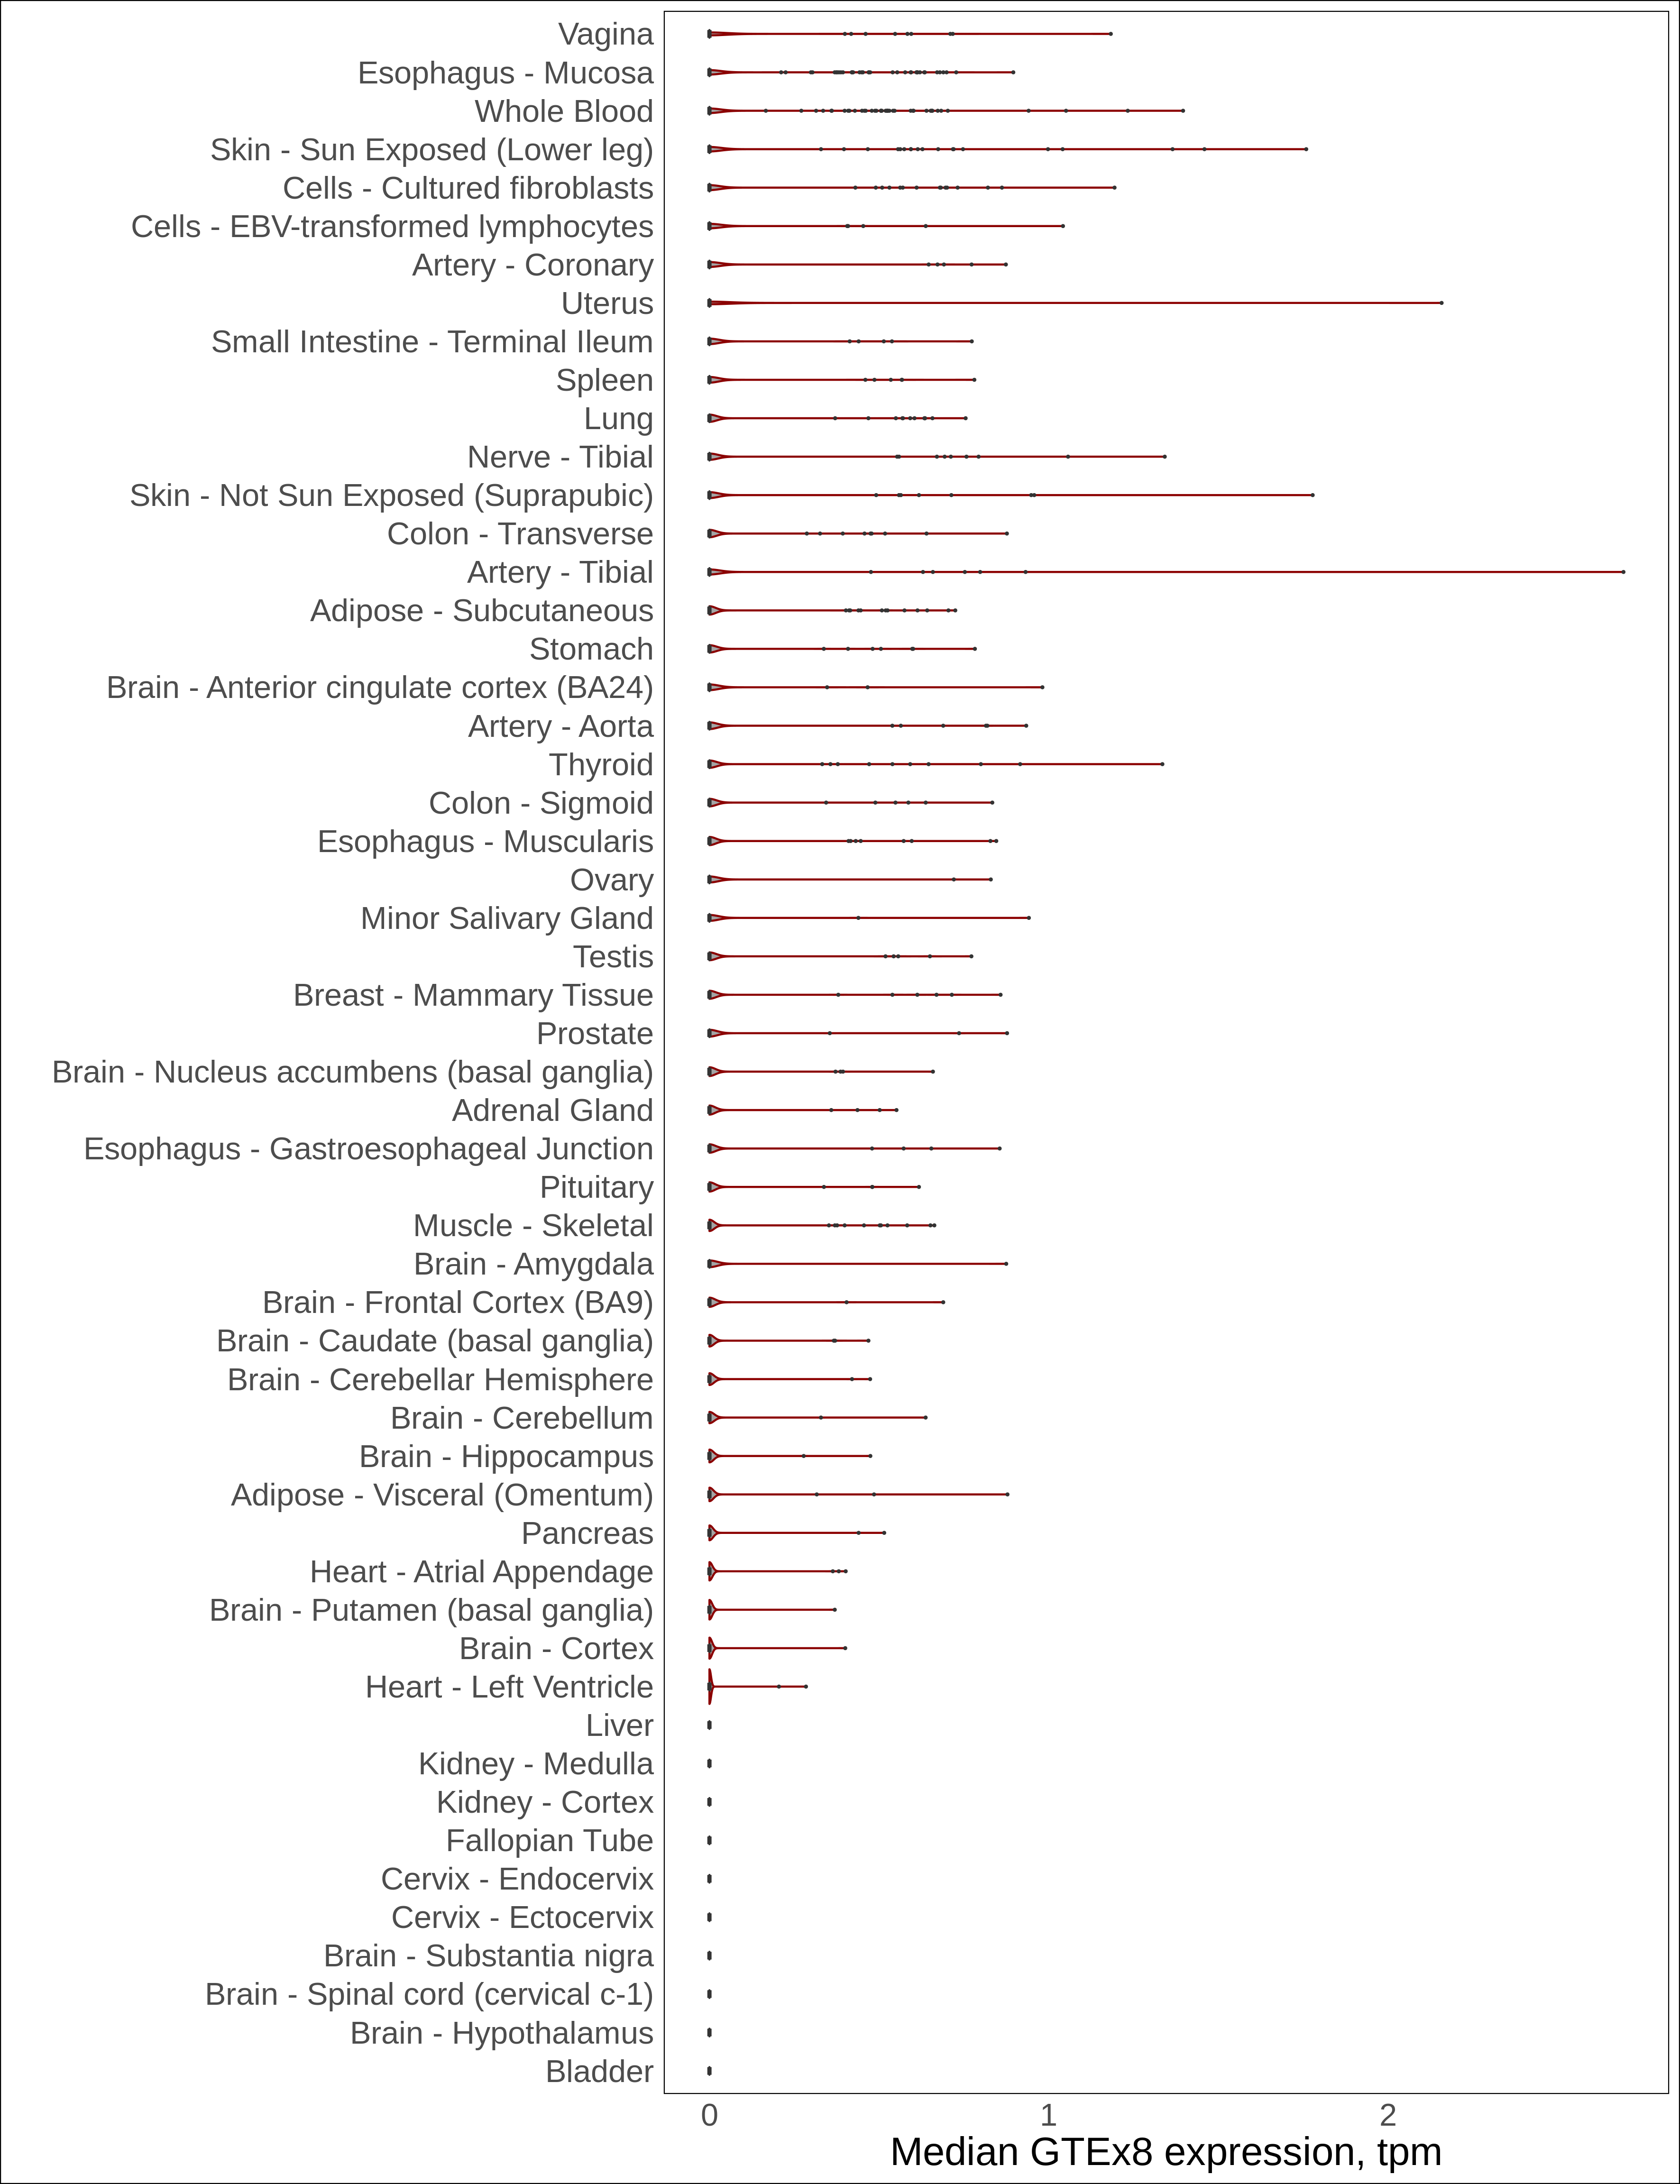 Vagina
Esophagus - Mucosa
Whole Blood
Skin - Sun Exposed (Lower leg)
Cells - Cultured fibroblasts
Cells - EBV-transformed lymphocytes
Artery - Coronary
Uterus
Small Intestine - Terminal Ileum
Spleen
Lung
Nerve - Tibial
Skin - Not Sun Exposed (Suprapubic)
Colon - Transverse
Artery - Tibial
Adipose - Subcutaneous
Stomach
Brain - Anterior cingulate cortex (BA24)
Artery - Aorta
Thyroid
Colon - Sigmoid
Esophagus - Muscularis
Ovary
Minor Salivary Gland
Testis
Breast - Mammary Tissue
Prostate
Brain - Nucleus accumbens (basal ganglia)
Adrenal Gland
Esophagus - Gastroesophageal Junction
Pituitary
Muscle - Skeletal
Brain - Amygdala
Brain - Frontal Cortex (BA9)
Brain - Caudate (basal ganglia)
Brain - Cerebellar Hemisphere
Brain - Cerebellum
Brain - Hippocampus
Adipose - Visceral (Omentum)
Pancreas
Heart - Atrial Appendage
Brain - Putamen (basal ganglia)
Brain - Cortex
Heart - Left Ventricle
Liver
Kidney - Medulla
Kidney - Cortex
Fallopian Tube
Cervix - Endocervix
Cervix - Ectocervix
Brain - Substantia nigra
Brain - Spinal cord (cervical c-1)
Brain - Hypothalamus
Bladder
0 1 2
Median GTEx8 expression, tpm